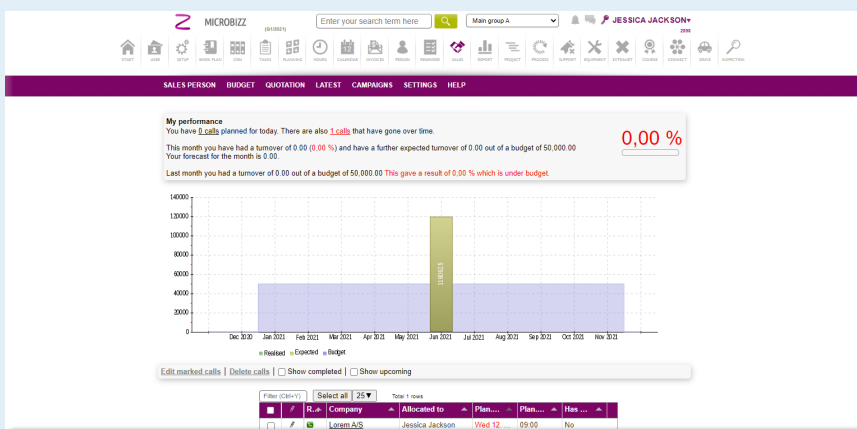 MICROBIZZ
(Q1/2021)
Enter your search term here
Main group A
JESSICA JACKSON▾
2898
START
USER
SETUP
WORK PLAN
CRM
TASKS
PLANNING
HOURS
CALENDAR
INVOICES
PERSON
REMINDER
SALES
REPORT
PROJECT
PROCESS
SUPPORT
EQUIPMENT
EXTRANET
COURSE
CONNECT
DRIVE
INSPECTION
SALES PERSON BUDGET QUOTATION LATEST CAMPAIGNS SETTINGS HELP
My performance
You have 0 calls planned for today. There are also 1 calls that have gone over time.
0,00 %
This month you have had a turnover of 0.00 (0,00 %) and have a further expected turnover of 0.00 out of a budget of 50,000.00
Your forecast for the month is 0.00.
Last month you had a turnover of 0.00 out of a budget of 50,000.00 This gave a result of 0,00 % which is under budget.
140000
120000
100000
80000
60000
40000
20000
0
Dec 2020 Jan 2021 Feb 2021 Mar 2021 Apr 2021 May 2021 Jun 2021 Jul 2021 Aug 2021 Sep 2021 Oct 2021 Nov 2021
Realised Expected Budget
Edit marked calls | Delete calls | Show completed | Show upcoming
Filter (Ctrl+Y) Select all 25▼ Total 1 rows
R.. Company Allocated to Plan.... Plan.... Has ...
Lorem A/S Jessica Jackson Wed 12. ... 09:00 No